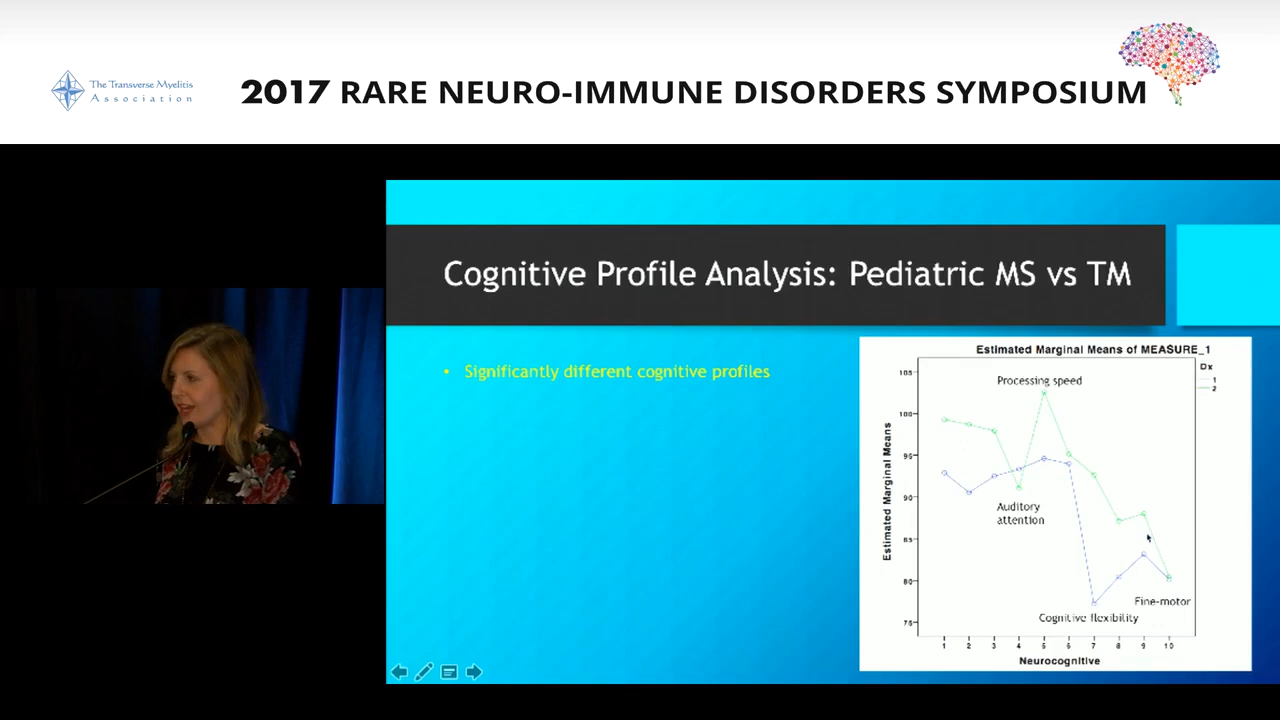 The Transverse Myelitis
Association
2017 RARE NEURO-IMMUNE DISORDERS SYMPOSIUM
Cognitive Profile Analysis: Pediatric MS vs TM
• Significantly different cognitive profiles
Estimated Marginal Means of MEASURE_1
Dx
1
2
Processing speed
Auditory
attention
Cognitive flexibility
Fine-motor
Estimated Marginal Means
105
100
95
90
85
80
75
1 2 3 4 5 6 7 8 9 10
Neurocognitive